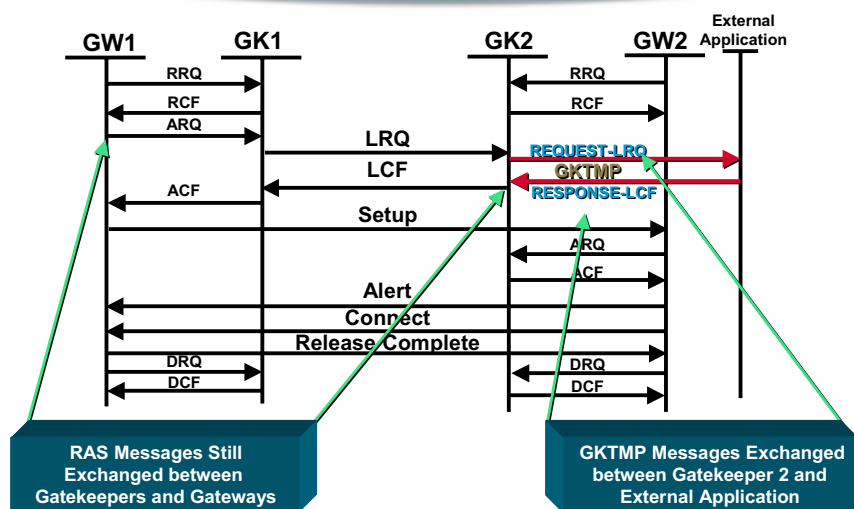 External
Application
GW1
GK1
GK2
GW2
RRQ
RRQ
RCF
RCF
ARQ
LRQ
REQUEST-LRQ
GKTMP
LCF
RESPONSE-LCF
ACF
Setup
ARQ
ACF
Alert
Connect
Release Complete
DRQ
DRQ
DCF
DCF
RAS Messages Still
Exchanged between
Gatekeepers and Gateways
GKTMP Messages Exchanged
between Gatekeeper 2 and
External Application